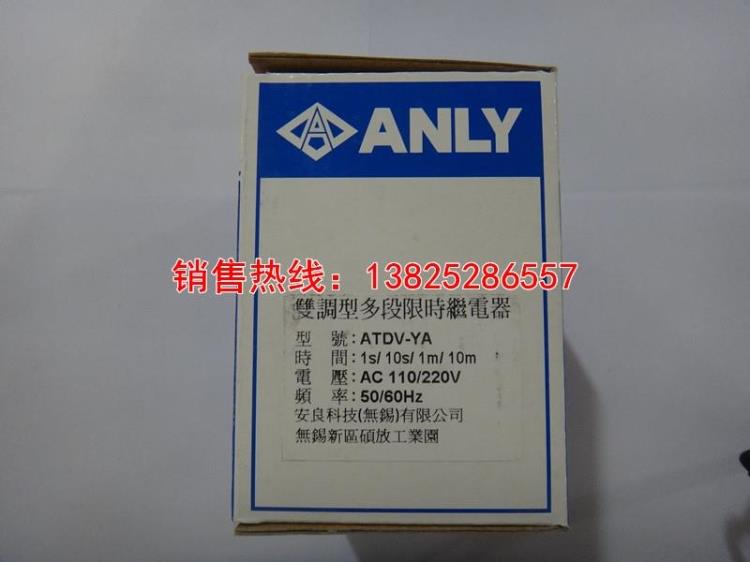 ANLY
销售热线：13825286557
雙調型多段限時繼電器
型 號：ATDV-YA
時 間：1s/ 10s/ 1m/ 10m
電 壓：AC 110/220V
頻 率：50/60Hz
安良科技(無錫)有限公司
無錫新區碩放工業園